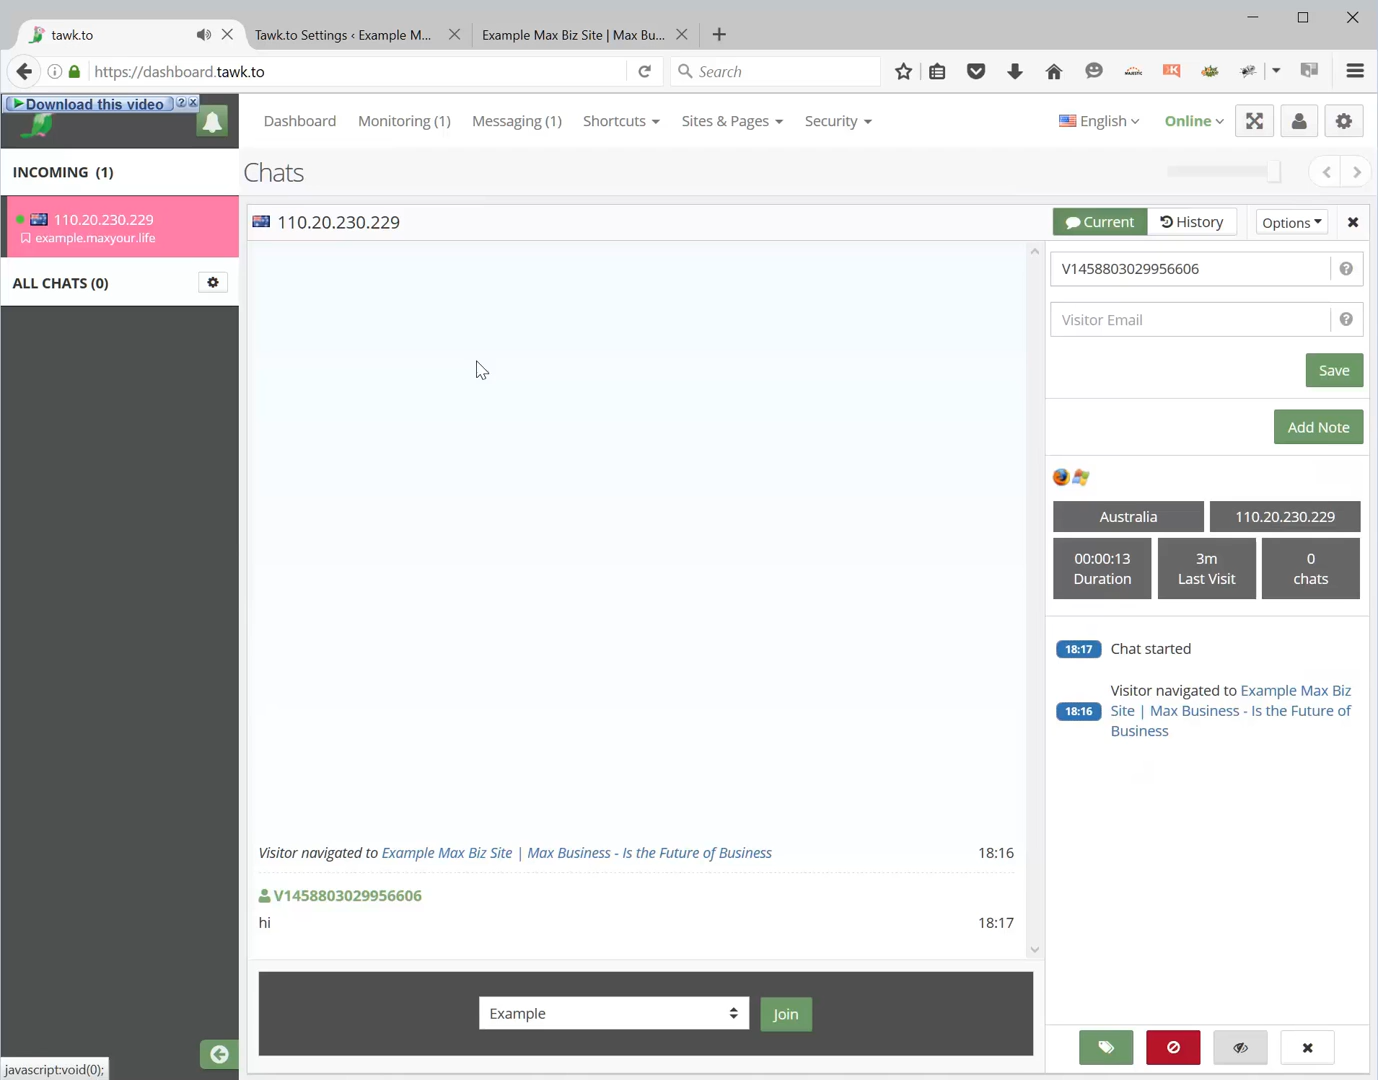 tawk.to
Tawk.to Settings ‹ Example M...
Example Max Biz Site | Max Bu...
https://dashboard.tawk.to
Search
Download this video
Dashboard
Monitoring (1)
Messaging (1)
Shortcuts
Sites & Pages
Security
English
Online
INCOMING (1)
Chats
110.20.230.229
example.maxyour.life
110.20.230.229
Current
History
Options
ALL CHATS (0)
V1458803029956606
Visitor Email
Save
Add Note
Australia
110.20.230.229
00:00:13
Duration
3m
Last Visit
0
chats
18:17 Chat started
Visitor navigated to Example Max Biz
18:16 Site | Max Business - Is the Future of
Business
Visitor navigated to Example Max Biz Site | Max Business - Is the Future of Business 18:16
V1458803029956606
hi 18:17
Example
Join
javascript:void(0);